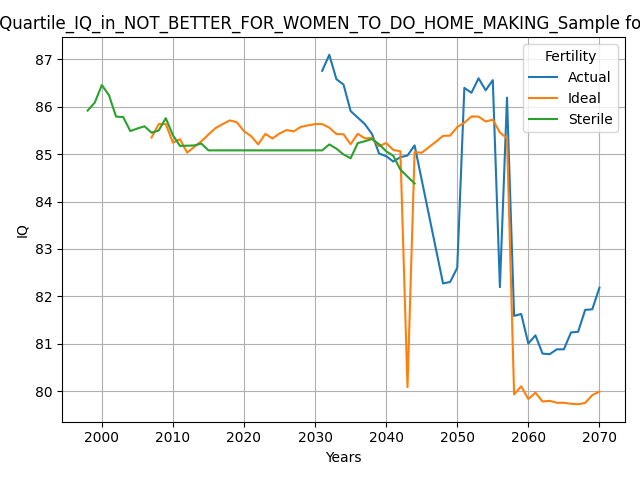 Quartile_IQ_in_NOT_BETTER_FOR_WOMEN_TO_DO_HOME_MAKING_Sample fo
Fertility
Actual
Ideal
Sterile
87
86
85
84
83
82
81
80
IQ
2000 2010 2020 2030 2040 2050 2060 2070
Years